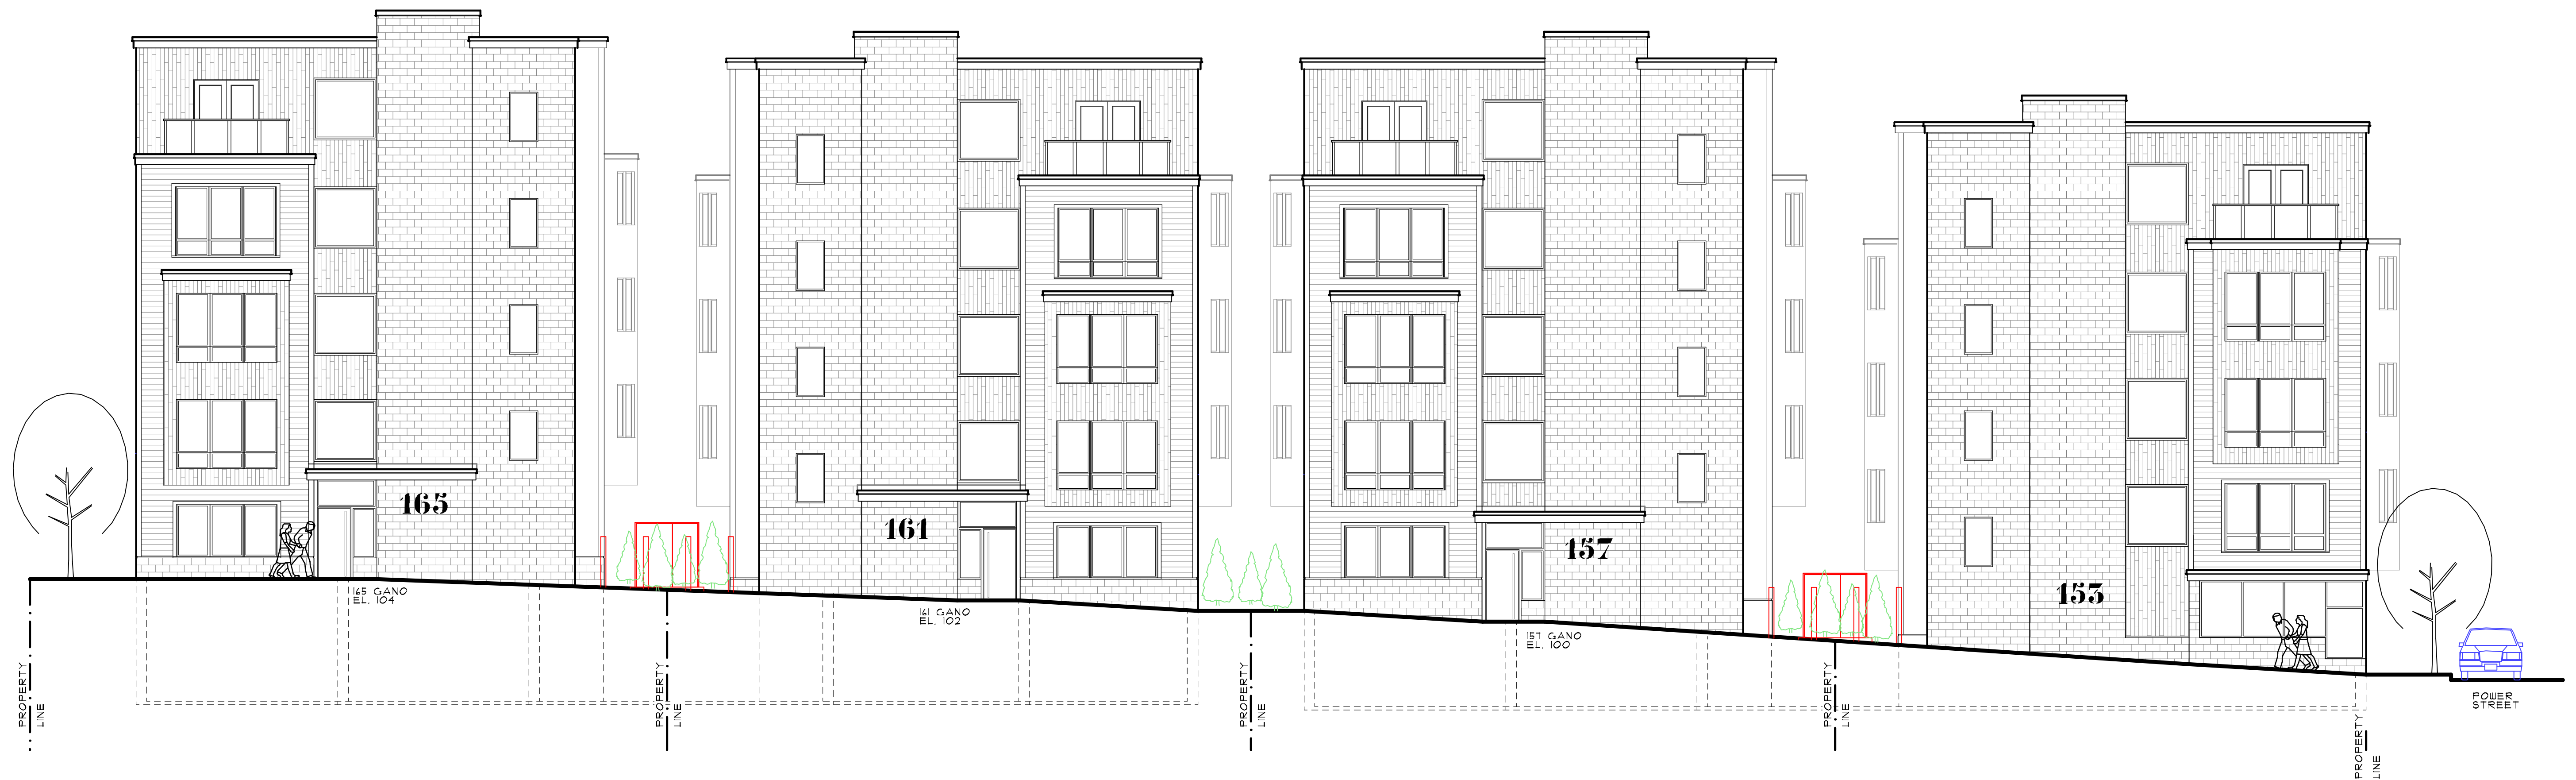 165
161
157
153
165 GANO
EL. 104
161 GANO
EL. 102
157 GANO
EL. 100
PROPERTY
LINE
PROPERTY
LINE
PROPERTY
LINE
PROPERTY
LINE
PROPERTY
LINE
POWER
STREET